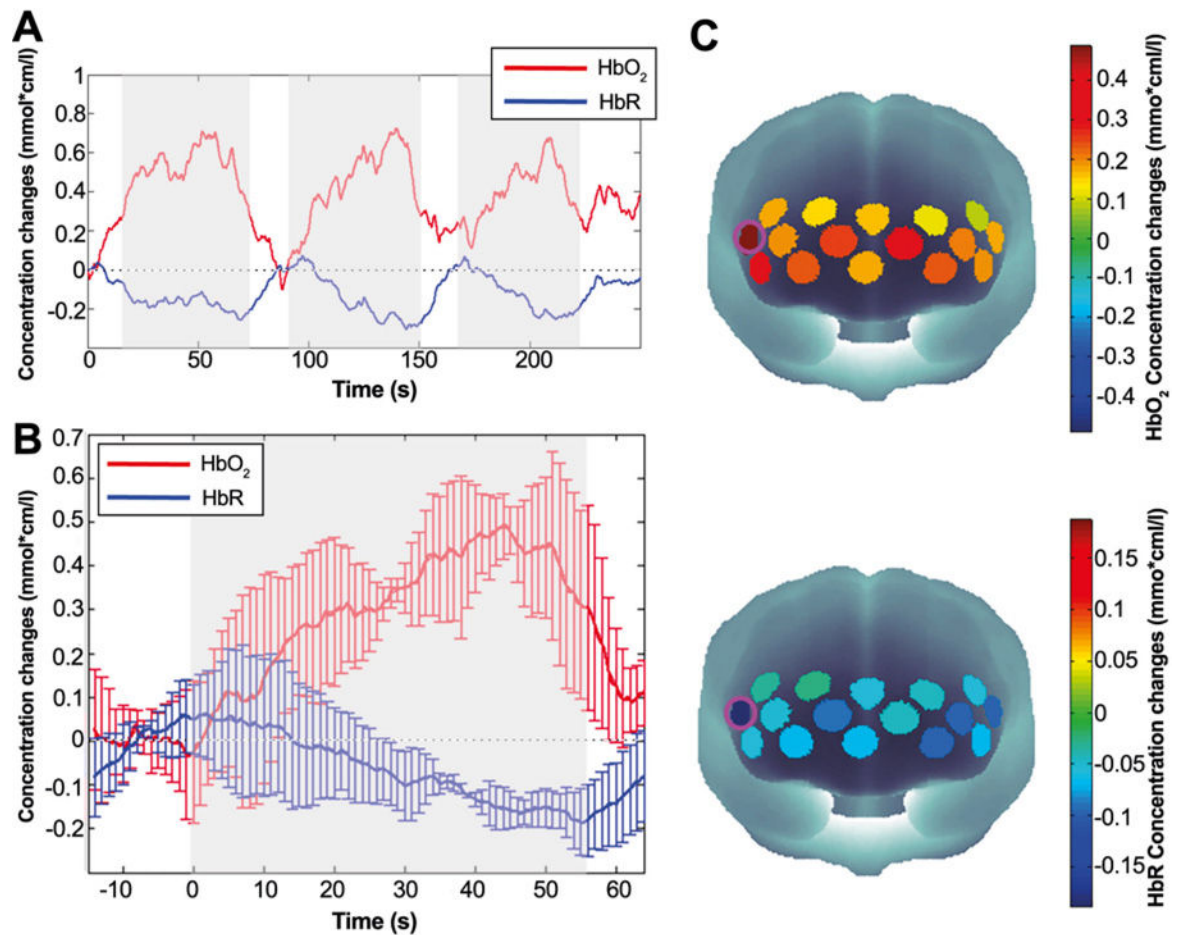 A
HbO2
HbR
Concentration changes (mmol*cm/l)
1
0.8
0.6
0.4
0.2
0
-0.2
0 50 100 150 200
Time (s)
B
HbO2
HbR
Concentration changes (mmol*cm/l)
0.7
0.6
0.5
0.4
0.3
0.2
0.1
0
-0.1
-0.2
-10 0 10 20 30 40 50 60
Time (s)
C
0.4
0.3
0.2
0.1
0
-0.1
-0.2
-0.3
-0.4
HbO2 Concentration changes (mmo*cml/l)
0.15
0.1
0.05
0
-0.05
-0.1
-0.15
HbR Concentration changes (mmo*cml/l)